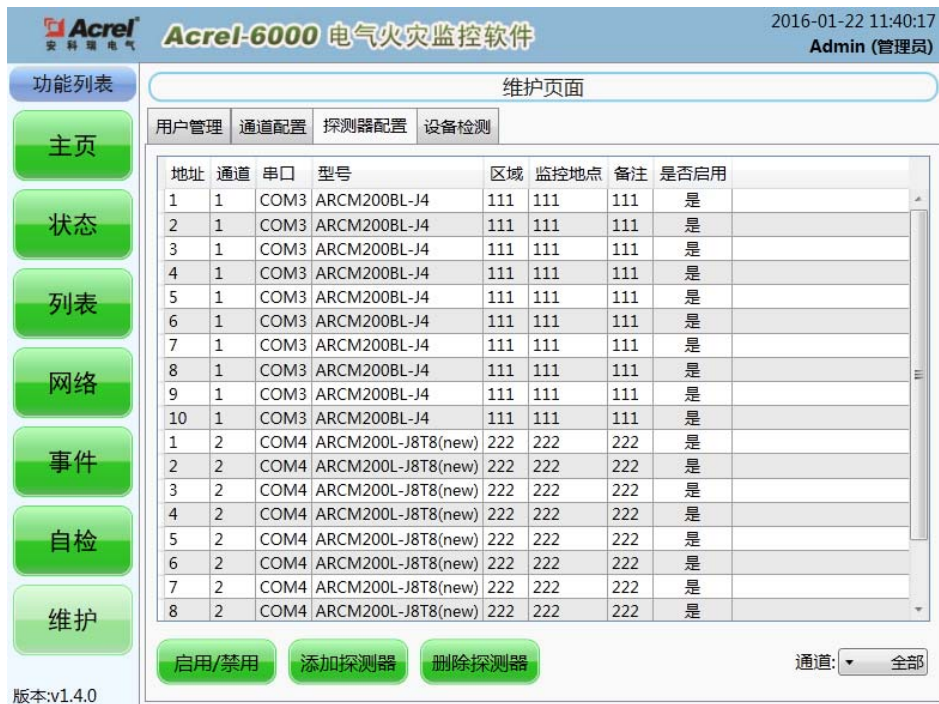 Acrel
安科瑞电气
Acrel-6000 电气火灾监控软件
2016-01-22 11:40:17
Admin (管理员)
功能列表
主页
状态
列表
网络
事件
自检
维护
版本:v1.4.0
维护页面
用户管理 通道配置 探测器配置 设备检测
地址 通道 串口 型号 区域 监控地点 备注 是否启用
1 1 COM3 ARCM200BL-J4 111 111 111 是
2 1 COM3 ARCM200BL-J4 111 111 111 是
3 1 COM3 ARCM200BL-J4 111 111 111 是
4 1 COM3 ARCM200BL-J4 111 111 111 是
5 1 COM3 ARCM200BL-J4 111 111 111 是
6 1 COM3 ARCM200BL-J4 111 111 111 是
7 1 COM3 ARCM200BL-J4 111 111 111 是
8 1 COM3 ARCM200BL-J4 111 111 111 是
9 1 COM3 ARCM200BL-J4 111 111 111 是
10 1 COM3 ARCM200BL-J4 111 111 111 是
1 2 COM4 ARCM200L-J8T8(new) 222 222 222 是
2 2 COM4 ARCM200L-J8T8(new) 222 222 222 是
3 2 COM4 ARCM200L-J8T8(new) 222 222 222 是
4 2 COM4 ARCM200L-J8T8(new) 222 222 222 是
5 2 COM4 ARCM200L-J8T8(new) 222 222 222 是
6 2 COM4 ARCM200L-J8T8(new) 222 222 222 是
7 2 COM4 ARCM200L-J8T8(new) 222 222 222 是
8 2 COM4 ARCM200L-J8T8(new) 222 222 222 是
启用/禁用 添加探测器 删除探测器 通道: 全部